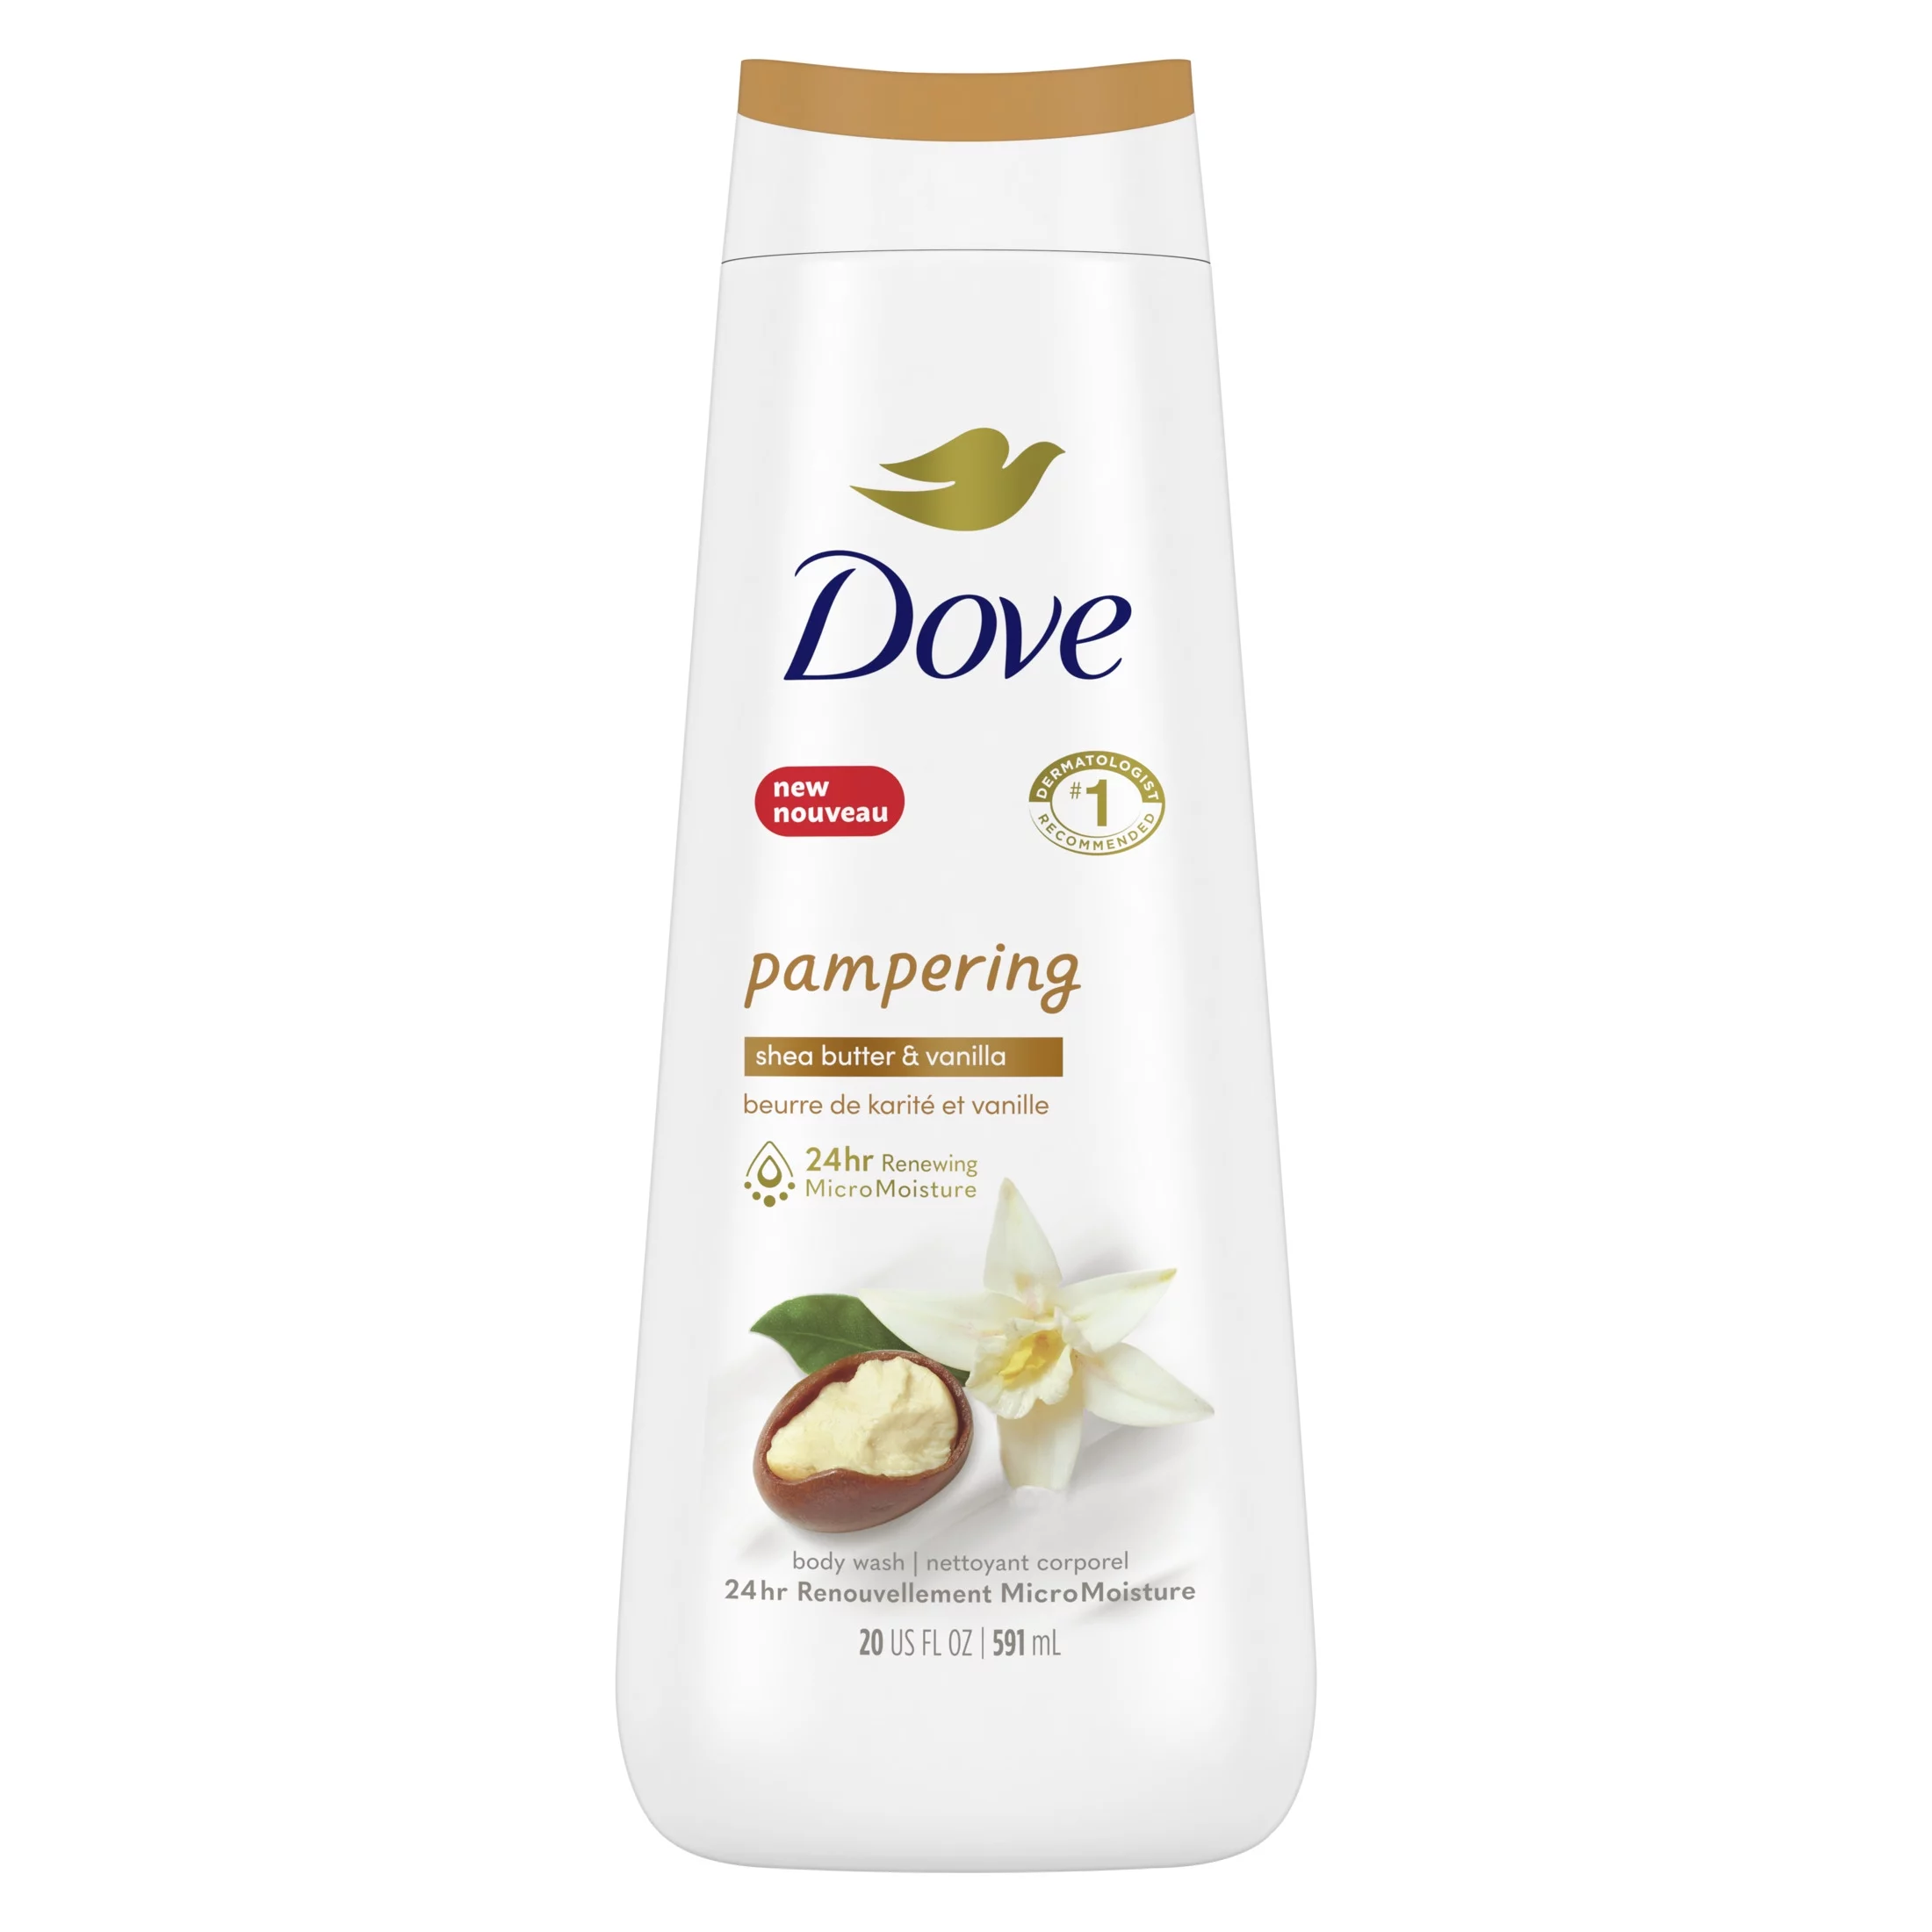 Dove
new
nouveau
DERMATOLOGIST
#1
RECOMMENDED
pampering
shea butter & vanilla
beurre de karité et vanille
24hr Renewing
MicroMoisture
body wash | nettoyant corporel
24hr Renouvellement MicroMoisture
20 US FL OZ | 591 mL